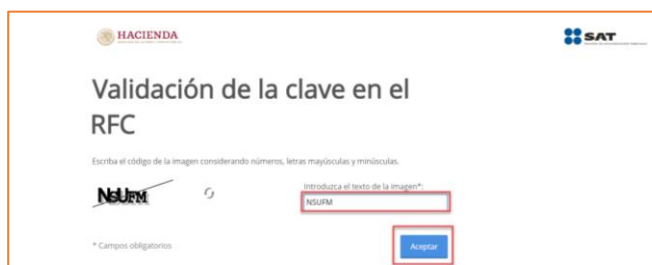 HACIENDA
SAT
Validación de la clave en el
RFC
Escriba el código de la imagen considerando números, letras mayúsculas y minúsculas.
Introduzca el texto de la imagen*:
NSUFM
NSUFM
* Campos obligatorios
Aceptar